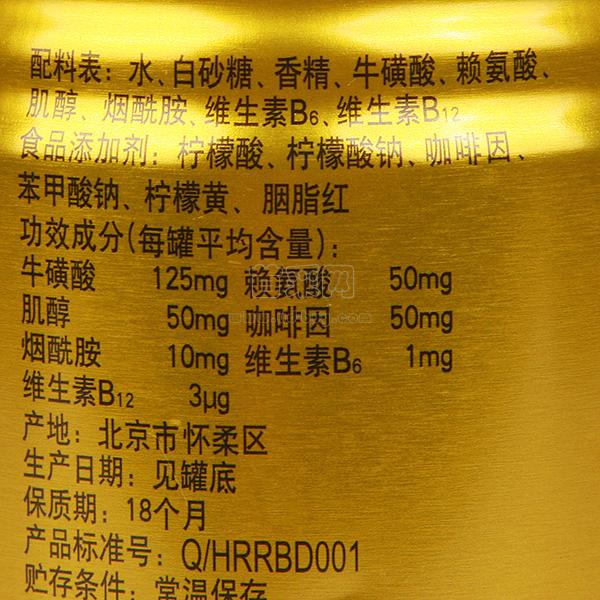 配料表：水、白砂糖、香精、牛磺酸、赖氨酸、
肌醇、烟酰胺、维生素B₆、维生素B₁₂
食品添加剂：柠檬酸、柠檬酸钠、咖啡因、
苯甲酸钠、柠檬黄、胭脂红
功效成分(每罐平均含量)：
牛磺酸 125mg 赖氨酸 50mg
肌醇 50mg 咖啡因 50mg
烟酰胺 10mg 维生素B₆ 1mg
维生素B₁₂ 3μg
产地：北京市怀柔区
生产日期：见罐底
保质期：18个月
产品标准号：Q/HRRBD001
贮存条件：常温保存